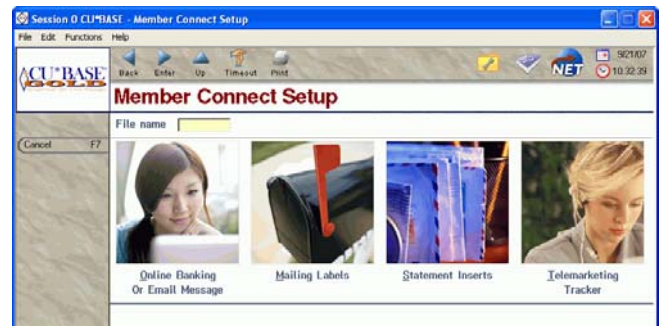 Session 0 CU*BASE - Member Connect Setup
File Edit Functions Help
CU*BASE
GOLD
Back Enter Up Timeout Print
NET
9/21/07
10:32:39
Member Connect Setup
File name
Cancel F7
Online Banking
Or Email Message
Mailing Labels
Statement Inserts
Telemarketing
Tracker